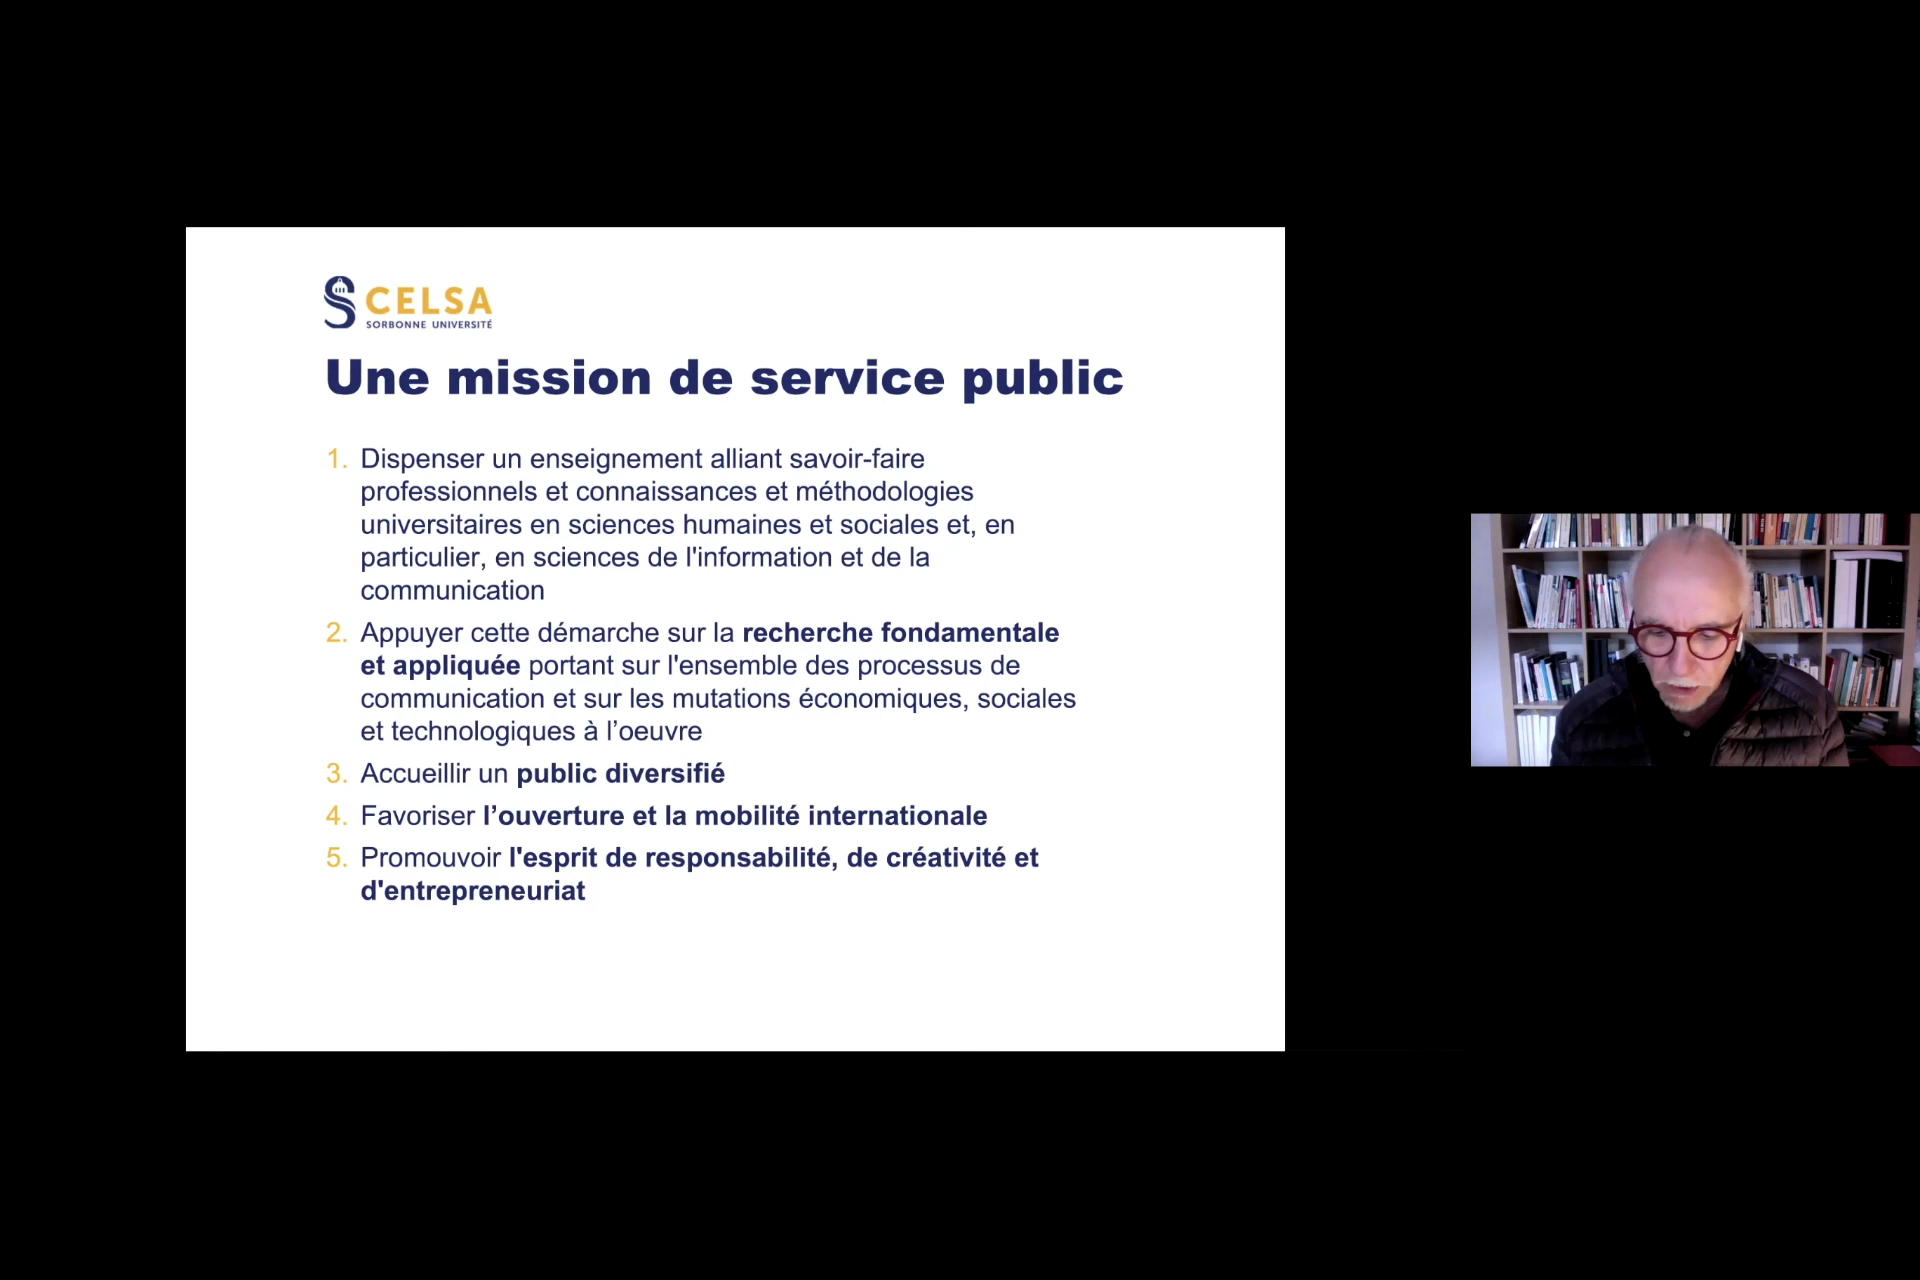 CELSA
SORBONNE UNIVERSITÉ
Une mission de service public
1. Dispenser un enseignement alliant savoir-faire
professionnels et connaissances et méthodologies
universitaires en sciences humaines et sociales et, en
particulier, en sciences de l'information et de la
communication
2. Appuyer cette démarche sur la recherche fondamentale
et appliquée portant sur l'ensemble des processus de
communication et sur les mutations économiques, sociales
et technologiques à l’oeuvre
3. Accueillir un public diversifié
4. Favoriser l’ouverture et la mobilité internationale
5. Promouvoir l'esprit de responsabilité, de créativité et
d'entrepreneuriat